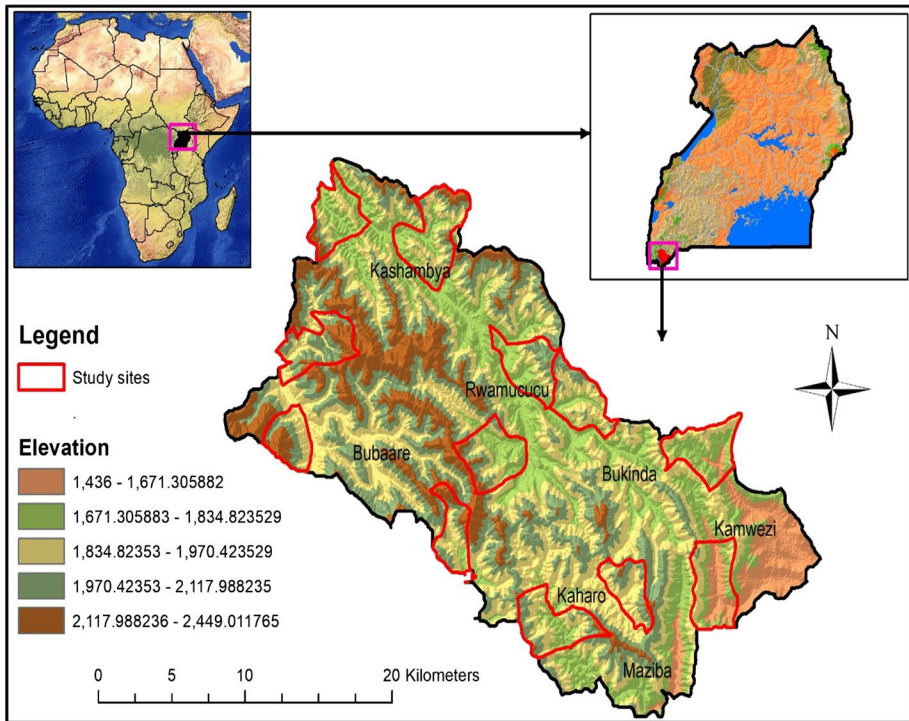 Kashambya
Legend
Study sites
N
Rwamucucu
Elevation
Bubaare
Bukinda
1,436 - 1,671.305882
1,671.305883 - 1,834.823529
Kamwezi
1,834.82353 - 1,970.423529
1,970.42353 - 2,117.988235
Kaharo
2,117.988236 - 2,449.011765
Maziba
0 5 10 20 Kilometers